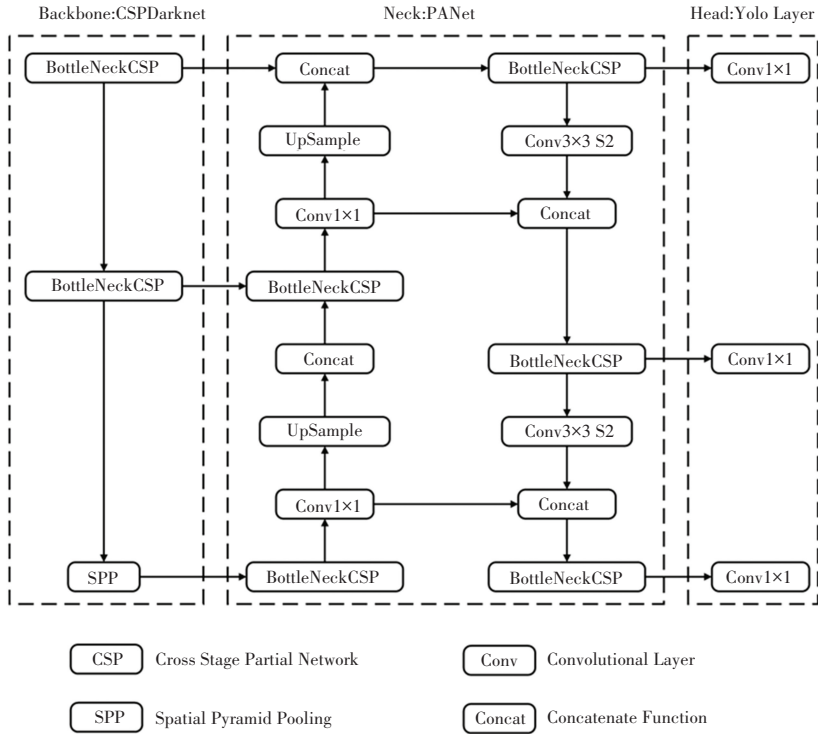 Backbone:CSPDarknet
Neck:PANet
Head:Yolo Layer
BottleNeckCSP
Concat
BottleNeckCSP
Conv1×1
UpSample
Conv3×3 S2
Conv1×1
Concat
BottleNeckCSP
BottleNeckCSP
Concat
BottleNeckCSP
Conv1×1
UpSample
Conv3×3 S2
Conv1×1
Concat
SPP
BottleNeckCSP
BottleNeckCSP
Conv1×1
CSP
Cross Stage Partial Network
Conv
Convolutional Layer
SPP
Spatial Pyramid Pooling
Concat
Concatenate Function